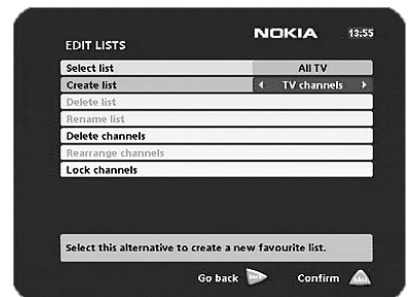 NOKIA 13:55
EDIT LISTS
Select list All TV
Create list TV channels
Delete list
Rename list
Delete channels
Rearrange channels
Lock channels
Select this alternative to create a new favourite list.
Go back Confirm